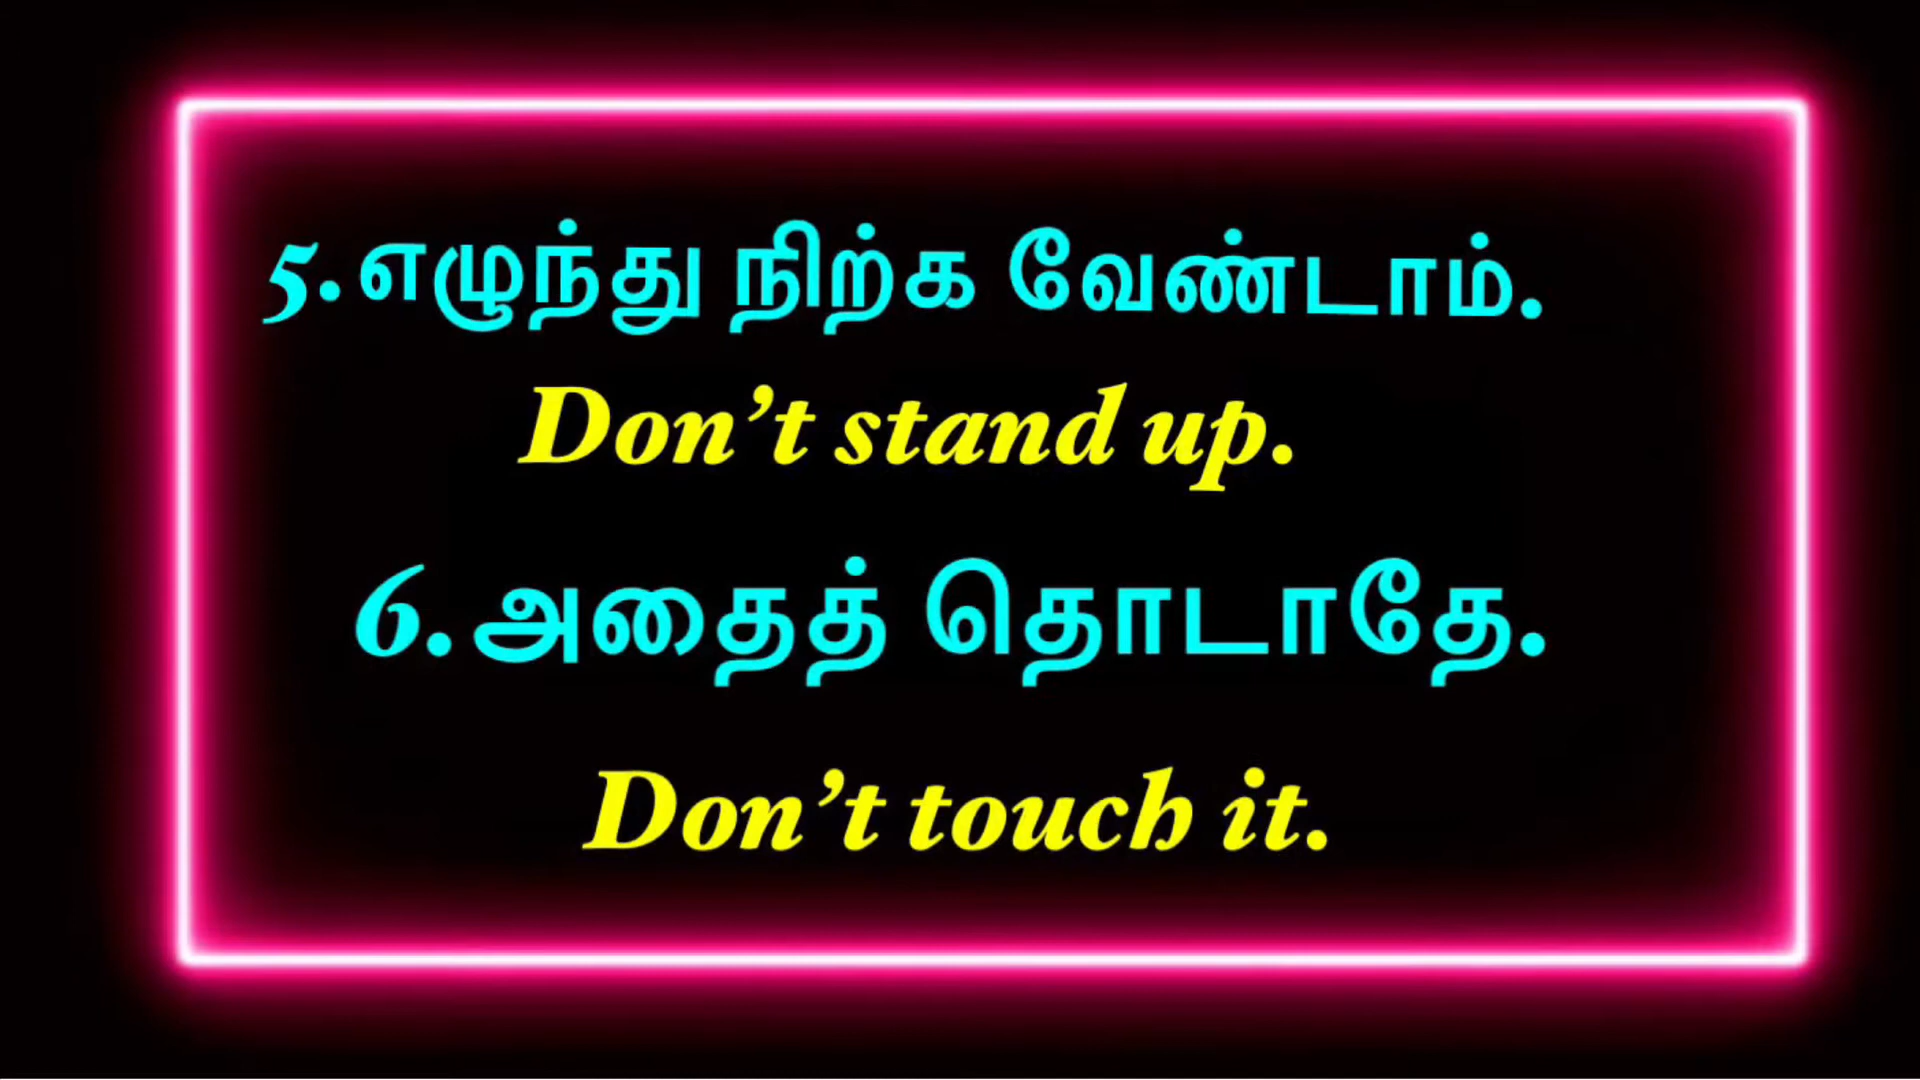 5.எழுந்து நிற்க வேண்டாம்.
Don’t stand up.
6.அதைத் தொடாதே.
Don’t touch it.